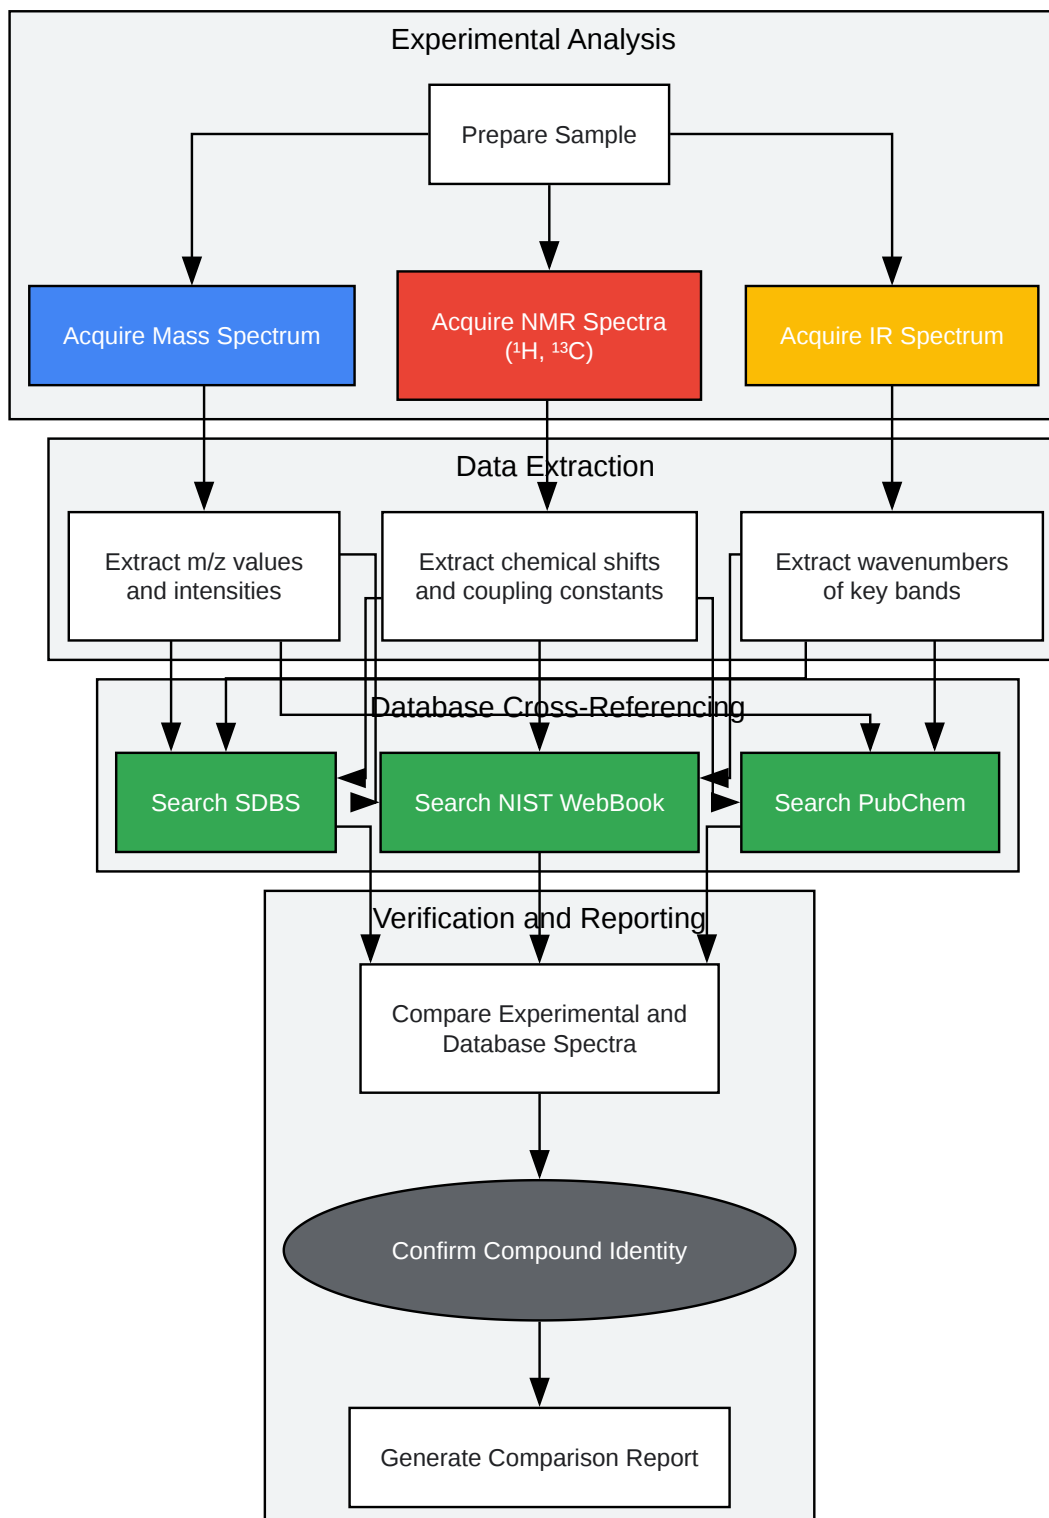 Experimental Analysis
Prepare Sample
Acquire Mass Spectrum
Acquire NMR Spectra
(¹H, ¹³C)
Acquire IR Spectrum
Data Extraction
Extract m/z values
and intensities
Extract chemical shifts
and coupling constants
Extract wavenumbers
of key bands
Database Cross-Referencing
Search SDBS
Search NIST WebBook
Search PubChem
Verification and Reporting
Compare Experimental and
Database Spectra
Confirm Compound Identity
Generate Comparison Report